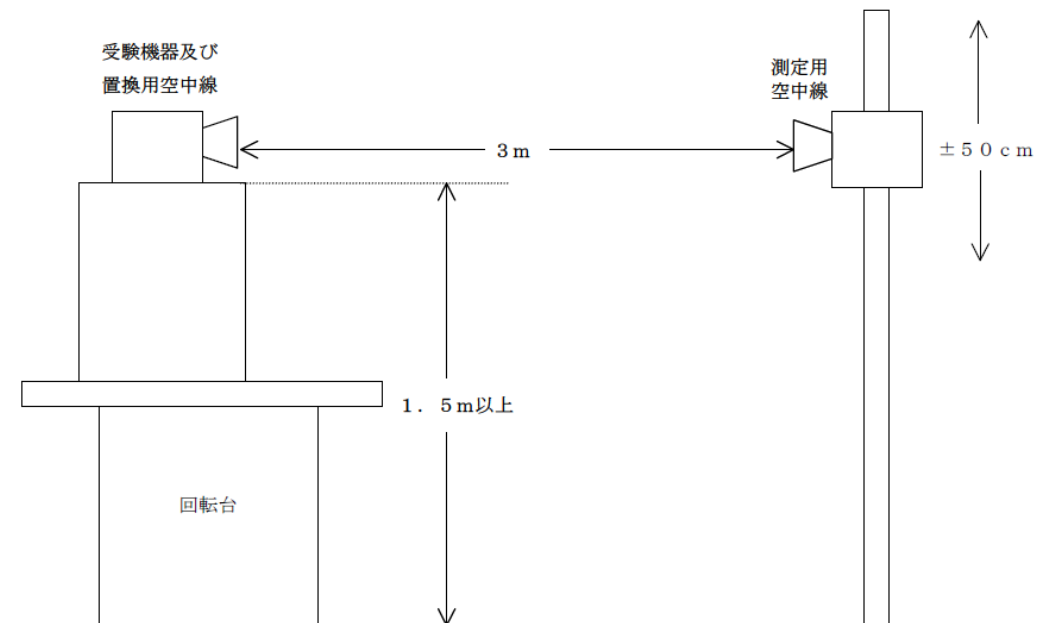 受験機器及び
置換用空中線
測定用
空中線
３ｍ
±５０ｃｍ
１．５ｍ以上
回転台